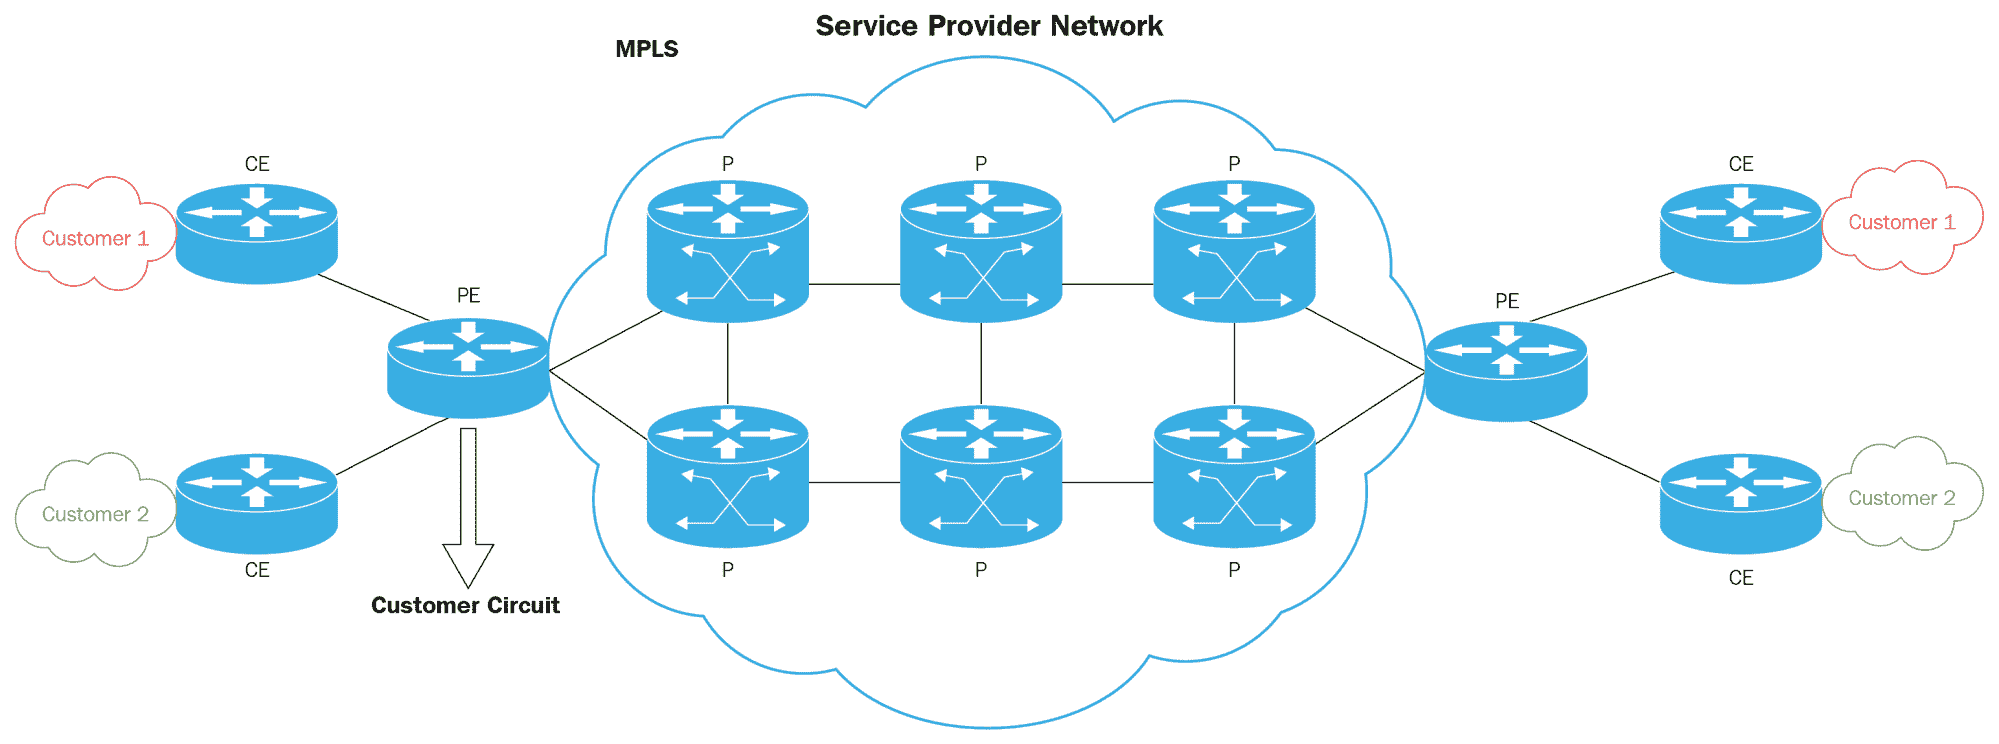 Service Provider Network
MPLS
CE
P
P
P
CE
Customer 1
Customer 1
PE
PE
Customer 2
Customer 2
CE
P
P
P
CE
Customer Circuit